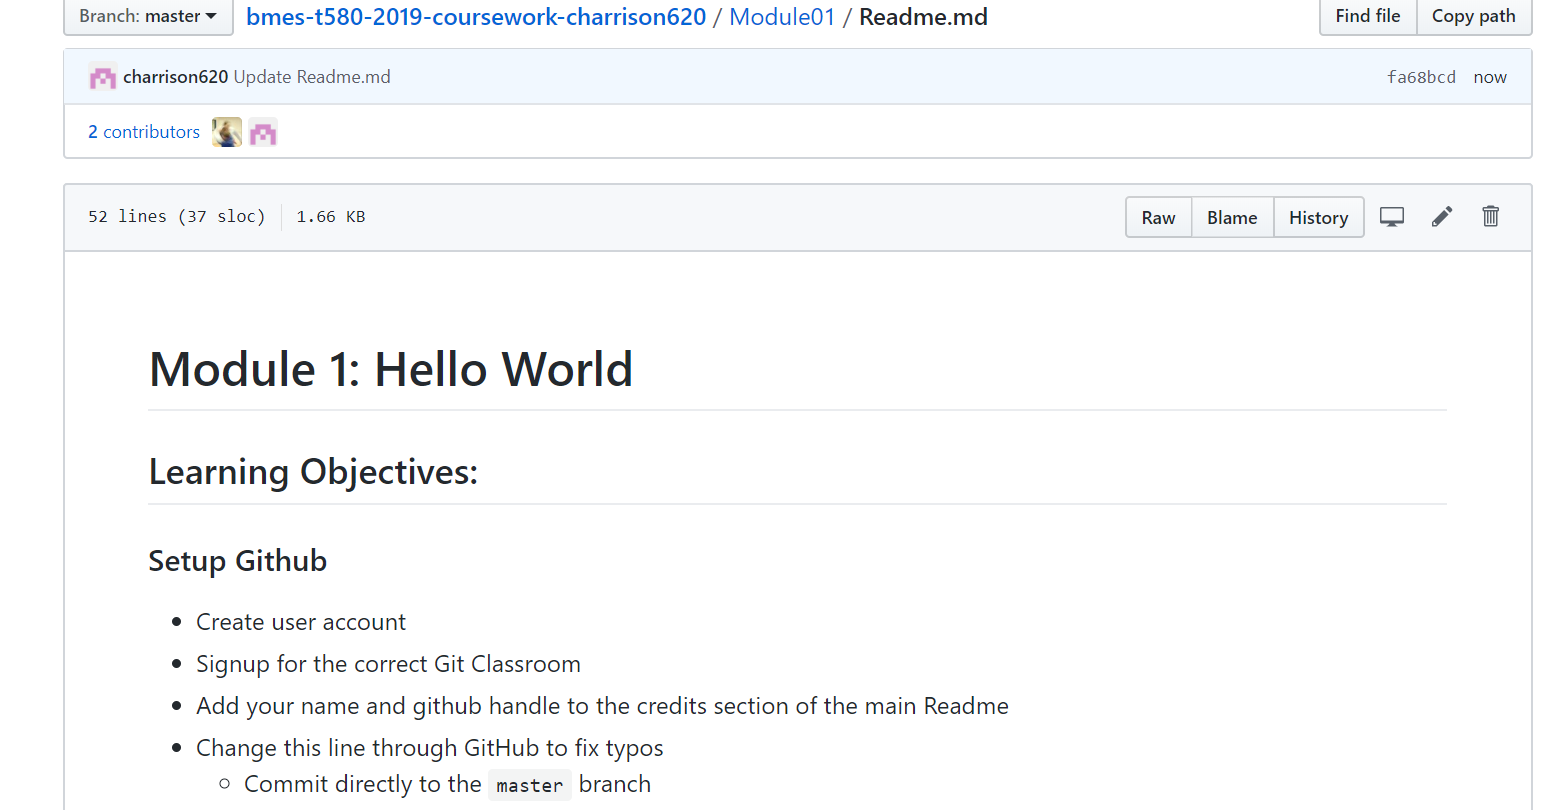 Branch: master bmes-t580-2019-coursework-charrison620 / Module01 / Readme.md Find file Copy path
charrison620 Update Readme.md fa68bcd now
2 contributors
52 lines (37 sloc) 1.66 KB Raw Blame History
Module 1: Hello World
Learning Objectives:
Setup Github
Create user account
Signup for the correct Git Classroom
Add your name and github handle to the credits section of the main Readme
Change this line through GitHub to fix typos
Commit directly to the master branch